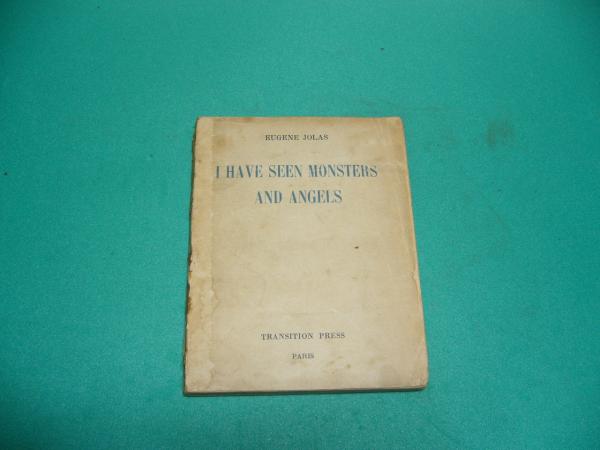 EUGENE JOLAS
I HAVE SEEN MONSTERS
AND ANGELS
TRANSITION PRESS
PARIS